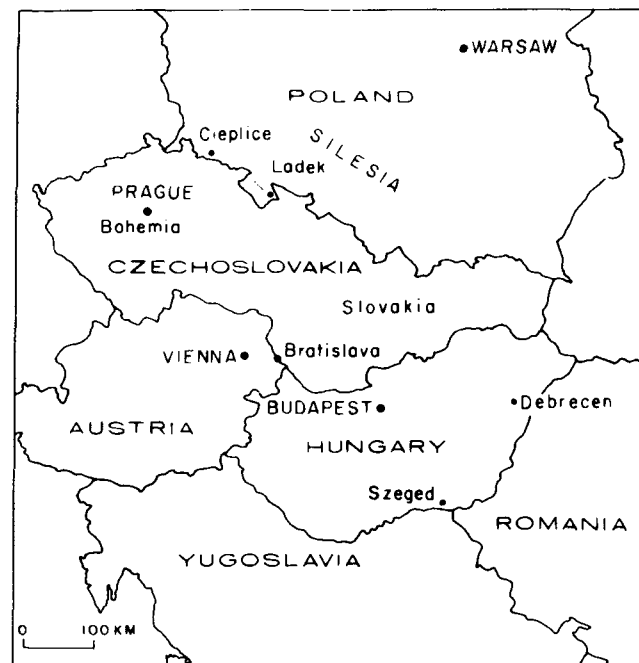 WARSAW
POLAND
SILESIA
Cieplice
Ladek
PRAGUE
Bohemia
CZECHOSLOVAKIA
Slovakia
VIENNA
Bratislava
BUDAPEST
Debrecen
AUSTRIA
HUNGARY
Szeged
ROMANIA
YUGOSLAVIA
0 100 KM